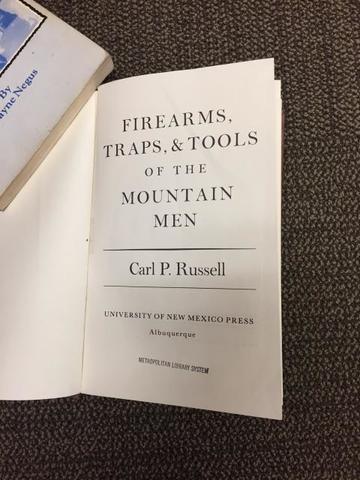 By
ayne Negus
FIREARMS,
TRAPS, & TOOLS
OF THE
MOUNTAIN
MEN
Carl P. Russell
UNIVERSITY OF NEW MEXICO PRESS
Albuquerque
METROPOLITAN LIBRARY SYSTEM